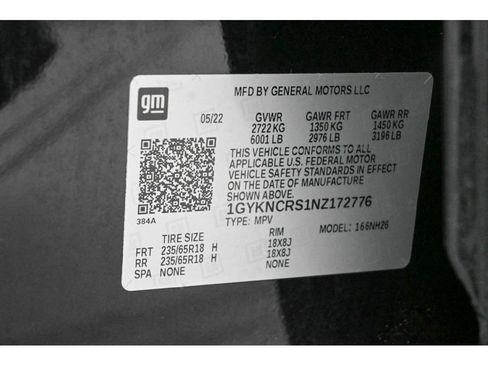 gm
MFD BY GENERAL MOTORS LLC
05/22 GVWR GAWR FRT GAWR RR
2722 KG 1350 KG 1450 KG
6001 LB 2976 LB 3196 LB
THIS VEHICLE CONFORMS TO ALL
APPLICABLE U.S. FEDERAL MOTOR
VEHICLE SAFETY STANDARDS IN
EFFECT ON THE DATE OF MANUFACTURE
SHOWN ABOVE.
1GYKNCRS1NZ172776
384A TYPE: MPV MODEL: 166NH26
TIRE SIZE RIM
FRT 235/65R18 H 18X8J
RR 235/65R18 H 18X8J
SPA NONE NONE